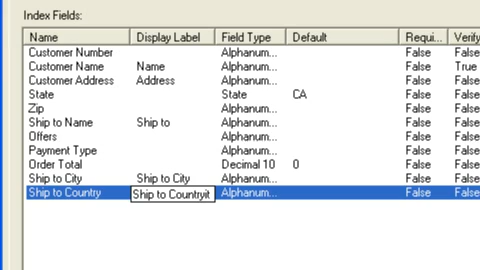 Index Fields:
Name Display Label Field Type Default Requi... Verify
Customer Number Alphanum... False False
Customer Name Name Alphanum... False True
Customer Address Address Alphanum... False False
State State CA False False
Zip Alphanum... False False
Ship to Name Ship to Alphanum... False False
Offers Alphanum... False False
Payment Type Alphanum... False False
Order Total Decimal 10 0 False False
Ship to City Ship to City Alphanum... False False
Ship to Country Ship to Countryit Alphanum... False False